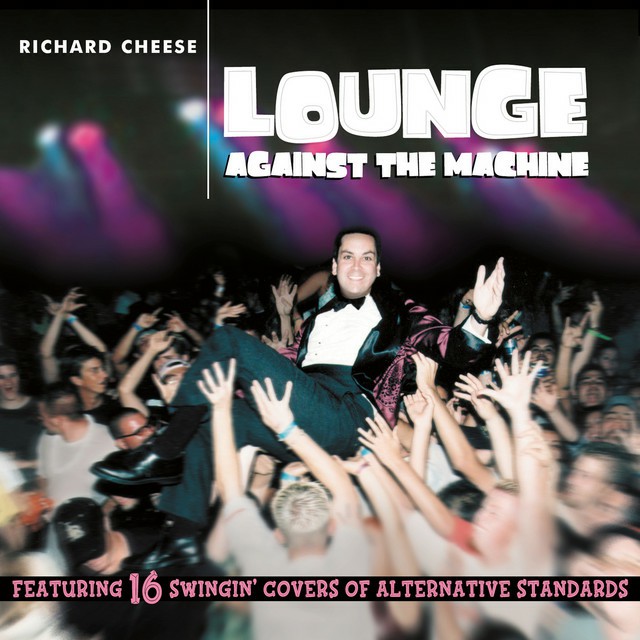 RICHARD CHEESE
LOUNGE
AGAINST THE MACHINE
FEATURING 16 SWINGIN' COVERS OF ALTERNATIVE STANDARDS